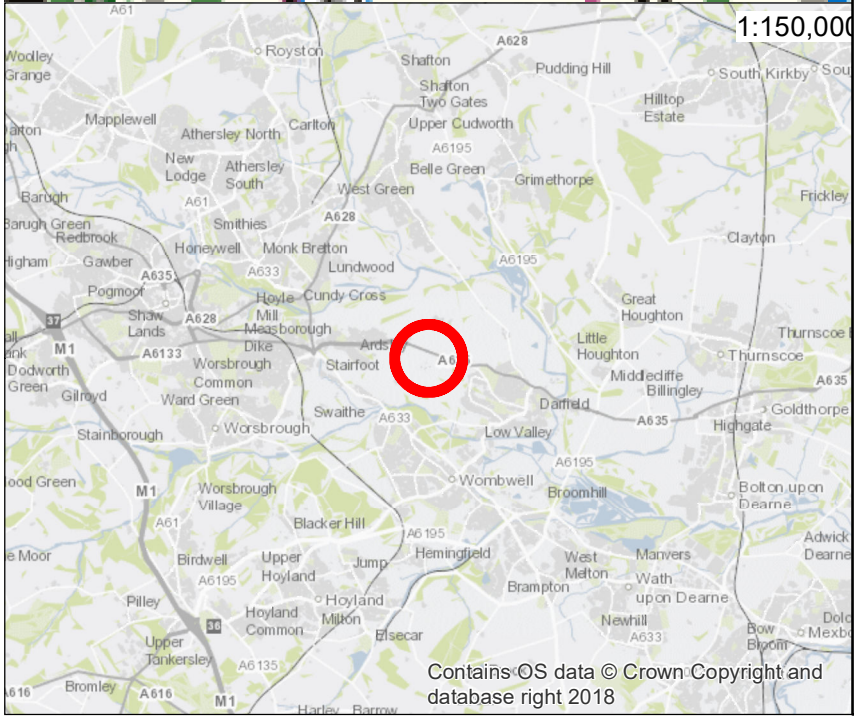 A61
1:150,000
A628
Woolley
Grange
Royston
Shafton
Pudding Hill
South Kirkby
Shafton
Two Gates
Hilltop
Estate
Mapplewell
Athersley North
Carlton
Upper Cudworth
A6195
New
Lodge
Athersley
South
Belle Green
Grimethorpe
West Green
Barugh
A61
A628
Frickley
Barugh Green
Smithies
Redbrook
Honeywell
Monk Bretton
Clayton
Higham
Gawber
A635
A633
Lundwood
A6195
Pogmoor
Hoyle
Mill
Cundy Cross
Great
Houghton
37
Shaw
Lands
A628
Measborough
Dike
Little
Houghton
Thurnscoe
M1
A6133
Stairfoot
Thurnscoe
Dodworth
Green
Worsbrough
Common
Middlecliffe
A635
Gilroyd
Ward Green
Billingley
Swaithe
A633
Darfield
A635
Goldthorpe
Highgate
Stainborough
Worsbrough
Low Valley
A6195
Wombwell
M1
Worsbrough
Village
Broomhill
Bolton upon
Dearne
A61
Blacker Hill
A6195
Adwick
Dearne
Birdwell
Upper
Hoyland
Jump
Hemingfield
West
Melton
Manvers
A6195
Brampton
Wath
upon Dearne
Pilley
Hoyland
Hoyland
Common
Milton
Newhill
36
Elsecar
A633
Bow
Broom
Upper
Tankersley
A6135
Contains OS data © Crown Copyright and
database right 2018
Bromley
A616
M1
Harley
Barrow